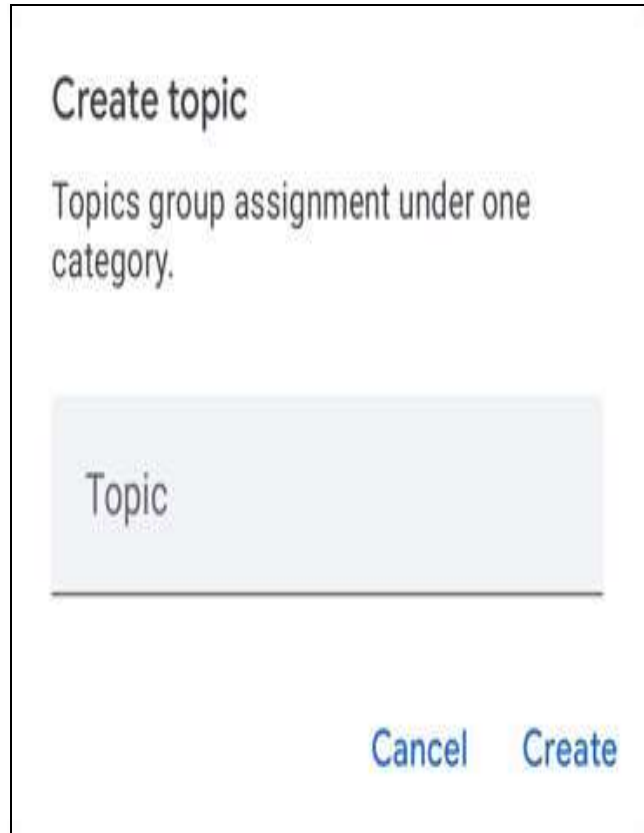 Create topic
Topics group assignment under one
category.
Topic
Cancel Create